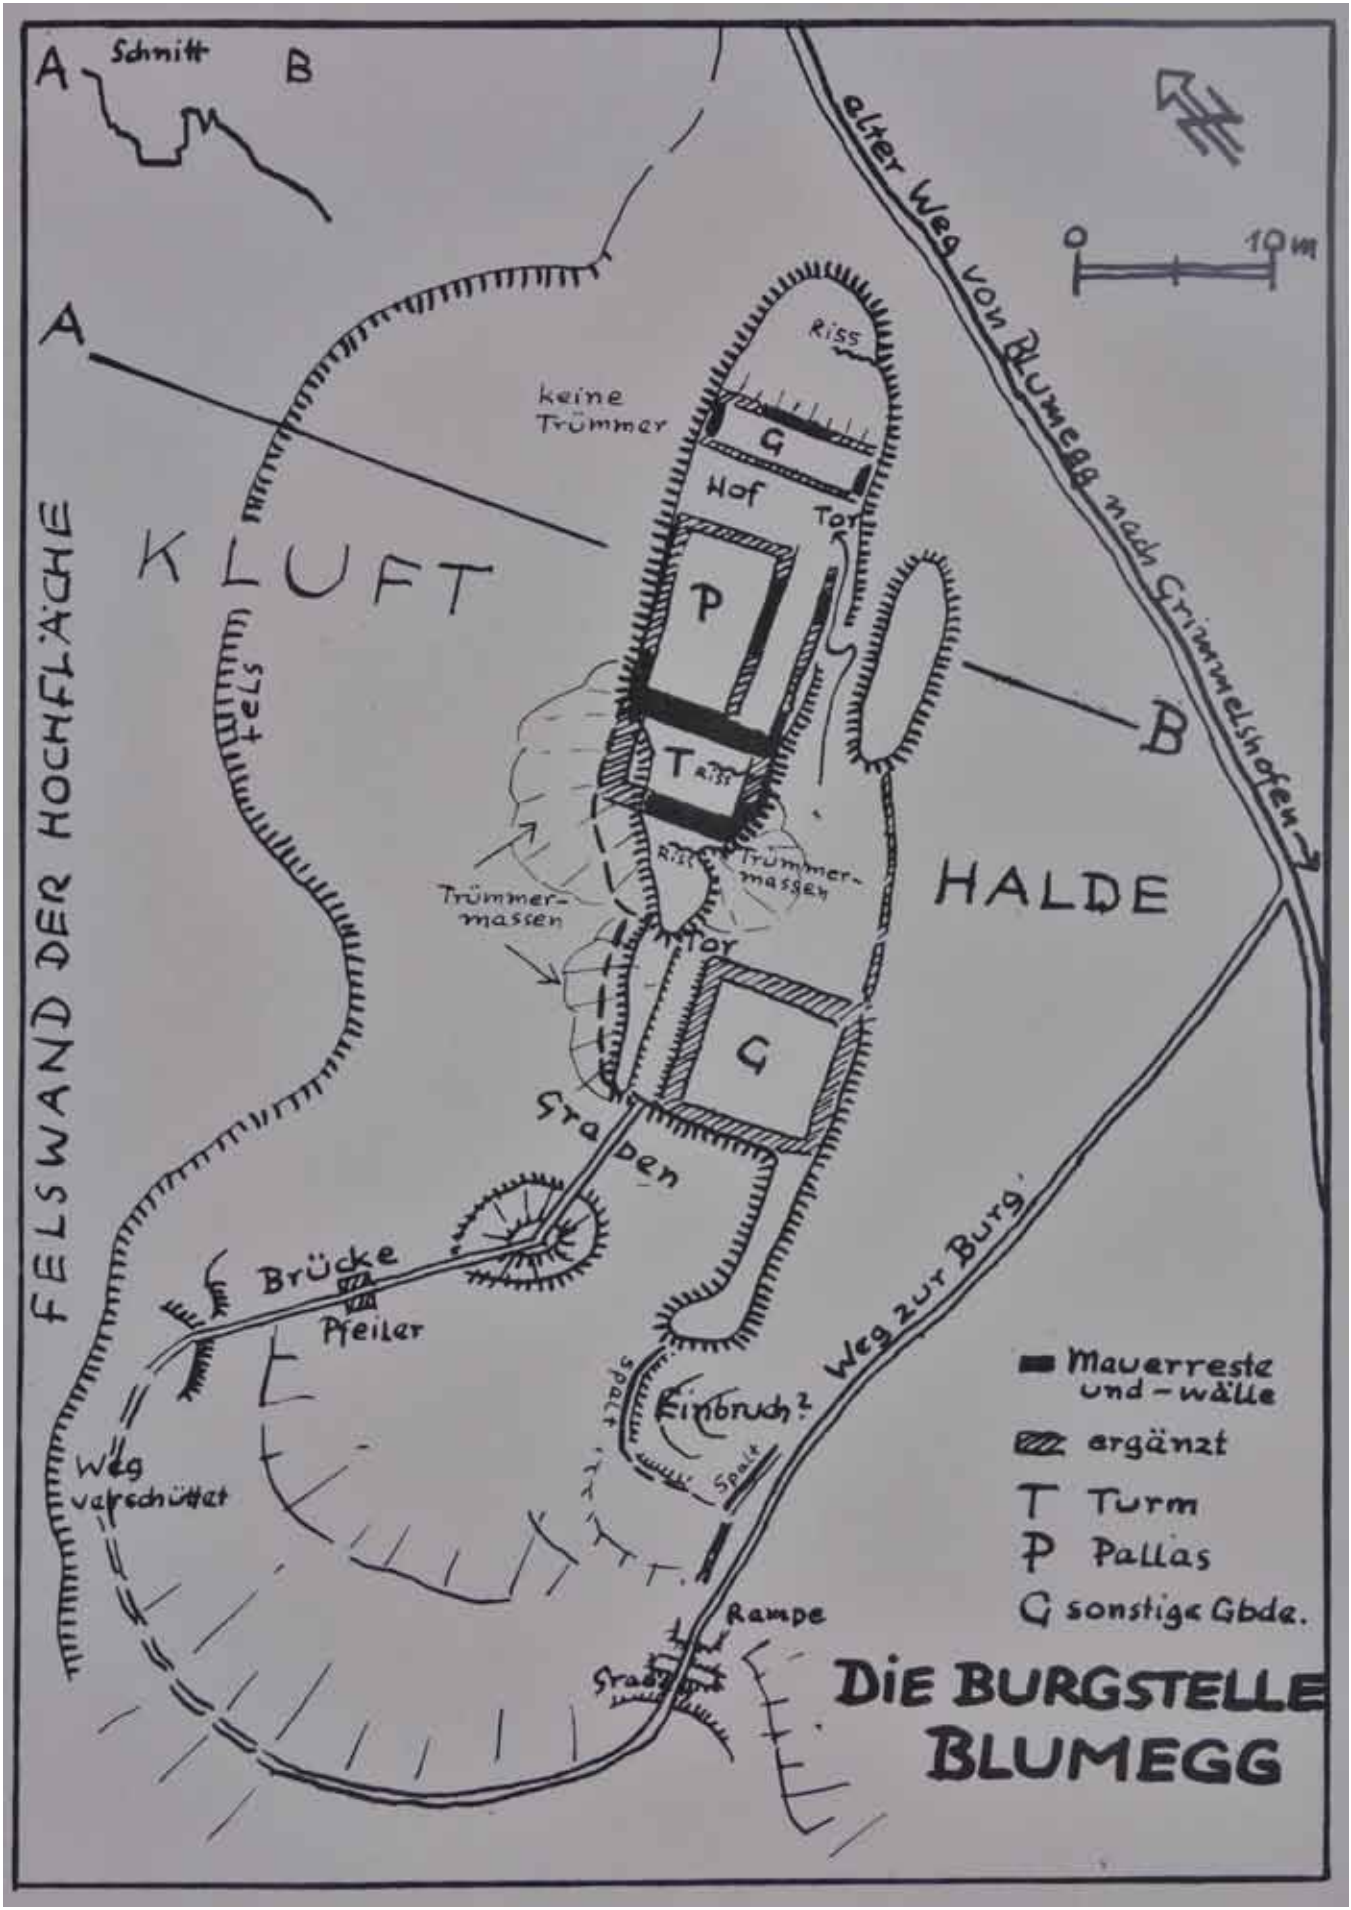 A Schnitt B
alter Weg von Blumegg nach Grimmelshofen
0 10 m
A
Riss
keine
Trümmer
G
Hof
Tor
KLUFT
P
fels
FELSWAND DER HOCHFLÄCHE
B
T Riss
Riss
Trümmer-
massen
HALDE
Trümmer-
massen
Tor
G
Graben
Brücke
Pfeiler
Weg zur Burg
Spalt
Einbruch?
Spalt
Weg
verschüttet
Mauerreste
und-wälle
ergänzt
T Turm
P Pallas
G sonstige Gbde.
Rampe
Graben
DiE BURGSTELLE
BLUMEGG